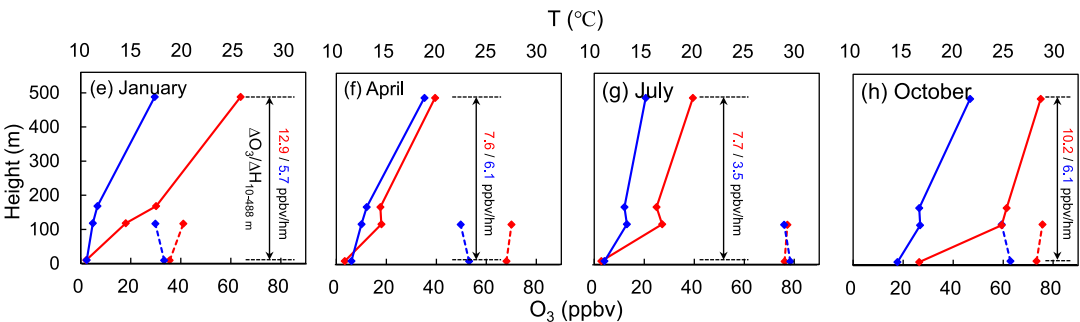 T (℃)
10 15 20 25 30 10 15 20 25 30 10 15 20 25 30 10 15 20 25 30
Height (m)
500
400
300
200
100
0
(e) January
12.9 / 5.7 ppbv/hm
ΔO3/ΔH10-488 m
(f) April
7.6 / 6.1 ppbv/hm
(g) July
7.7 / 3.5 ppbv/hm
(h) October
10.2 / 6.1 ppbv/hm
0 20 40 60 80 0 20 40 60 80 0 20 40 60 80 0 20 40 60 80
O3 (ppbv)